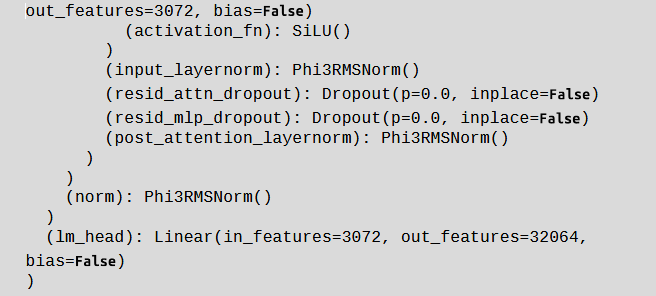 out_features=3072, bias=False)
(activation_fn): SiLU()
)
(input_layernorm): Phi3RMSNorm()
(resid_attn_dropout): Dropout(p=0.0, inplace=False)
(resid_mlp_dropout): Dropout(p=0.0, inplace=False)
(post_attention_layernorm): Phi3RMSNorm()
)
)
(norm): Phi3RMSNorm()
)
(lm_head): Linear(in_features=3072, out_features=32064,
bias=False)
)